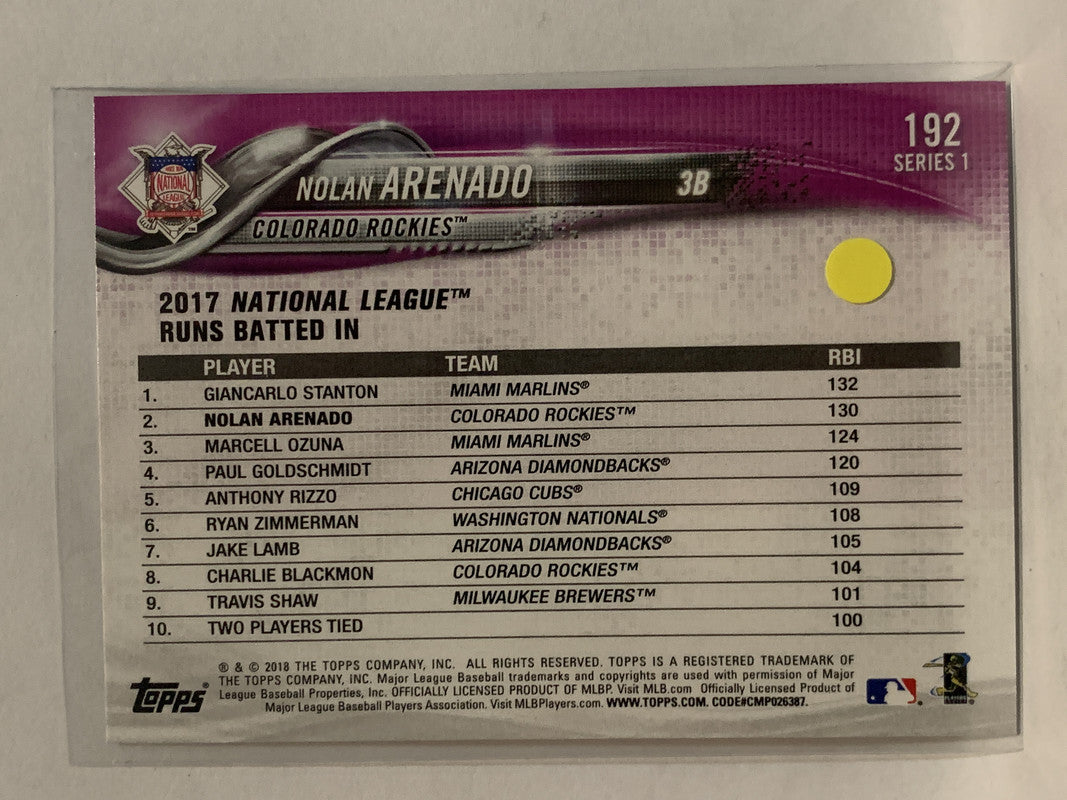 192
SERIES 1
NATIONAL LEAGUE
NOLAN ARENADO 3B
COLORADO ROCKIES™
2017 NATIONAL LEAGUE™
RUNS BATTED IN
PLAYER TEAM RBI
1. GIANCARLO STANTON MIAMI MARLINS® 132
2. NOLAN ARENADO COLORADO ROCKIES™ 130
3. MARCELL OZUNA MIAMI MARLINS® 124
4. PAUL GOLDSCHMIDT ARIZONA DIAMONDBACKS® 120
5. ANTHONY RIZZO CHICAGO CUBS® 109
6. RYAN ZIMMERMAN WASHINGTON NATIONALS® 108
7. JAKE LAMB ARIZONA DIAMONDBACKS® 105
8. CHARLIE BLACKMON COLORADO ROCKIES™ 104
9. TRAVIS SHAW MILWAUKEE BREWERS™ 101
10. TWO PLAYERS TIED 100
® & © 2018 THE TOPPS COMPANY, INC. ALL RIGHTS RESERVED. TOPPS IS A REGISTERED TRADEMARK OF
THE TOPPS COMPANY, INC. Major League Baseball trademarks and copyrights are used with permission of Major
League Baseball Properties, Inc. OFFICIALLY LICENSED PRODUCT OF MLBP. Visit MLB.com Officially Licensed Product of
Major League Baseball Players Association. Visit MLBPlayers.com. WWW.TOPPS.COM. CODE#CMP026387.
Topps®